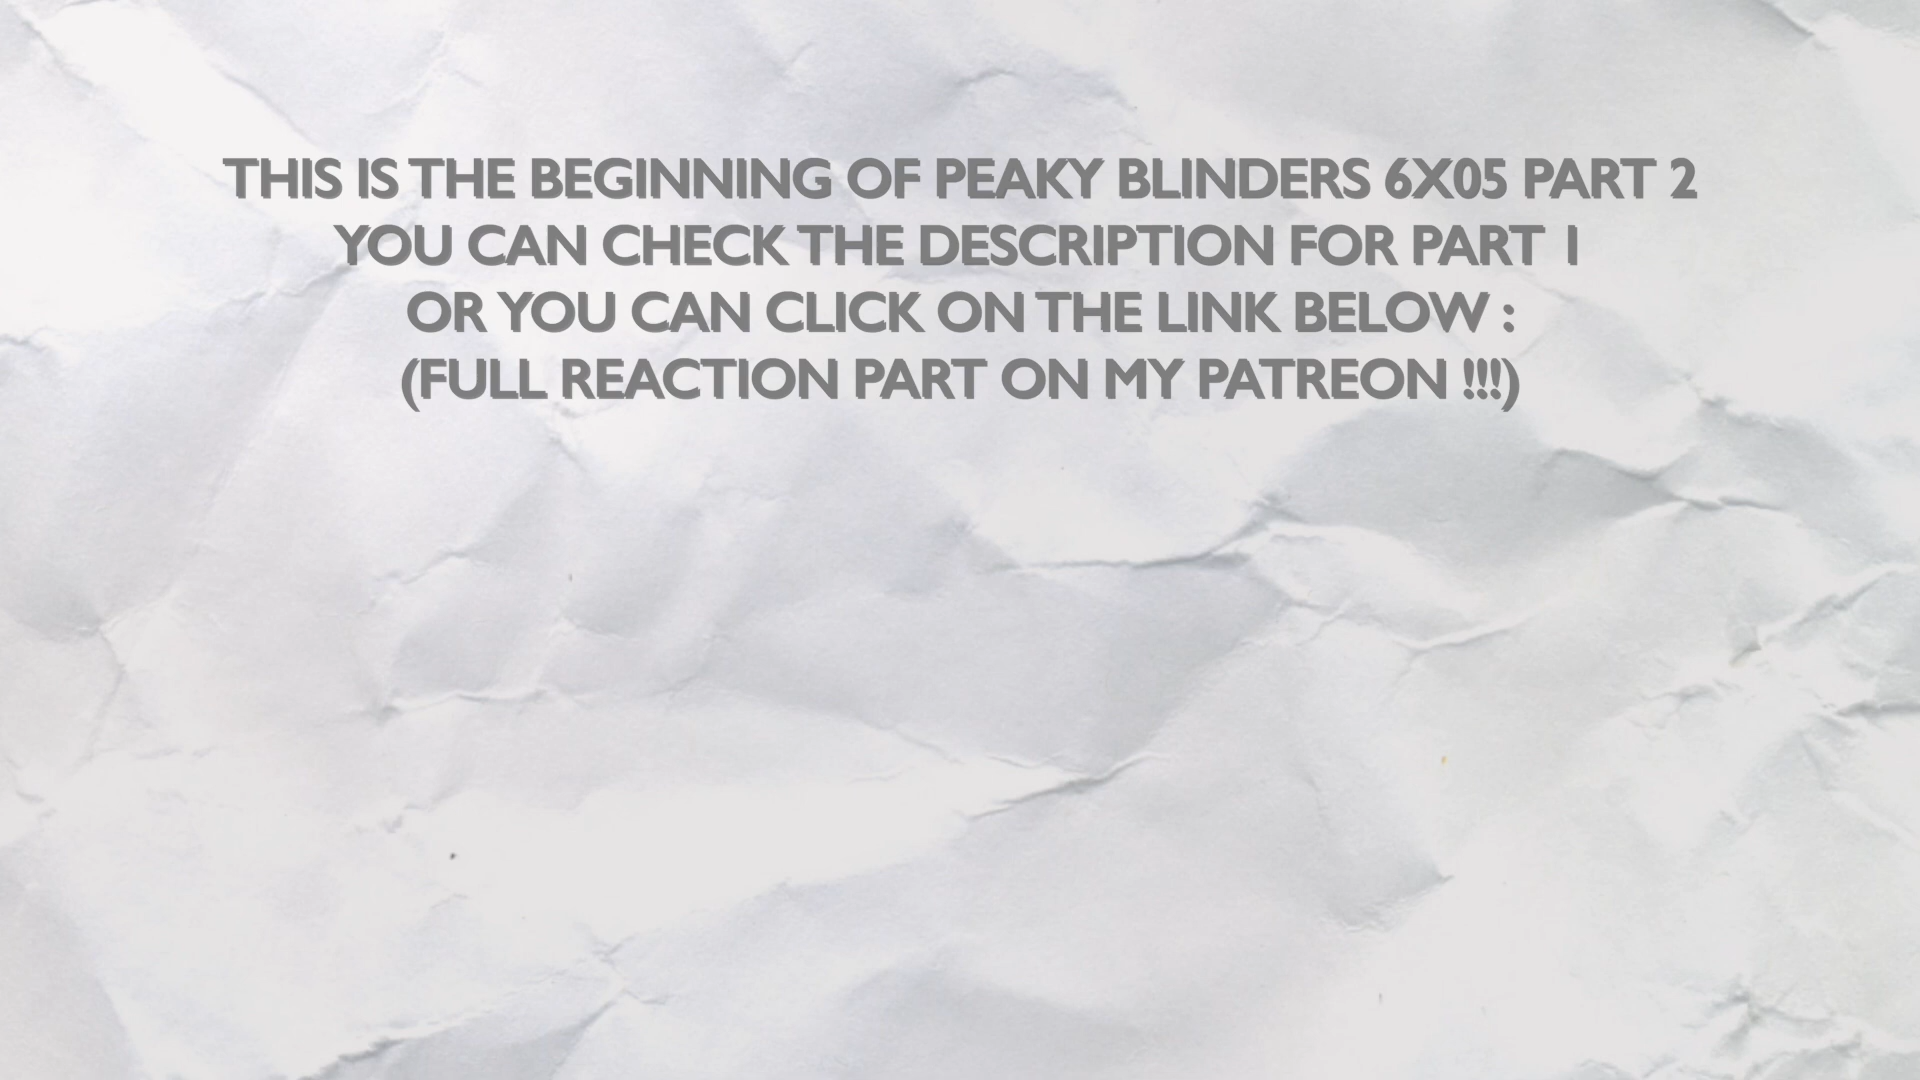 THIS IS THE BEGINNING OF PEAKY BLINDERS 6X05 PART 2
YOU CAN CHECK THE DESCRIPTION FOR PART 1
OR YOU CAN CLICK ON THE LINK BELOW :
(FULL REACTION PART ON MY PATREON !!!)